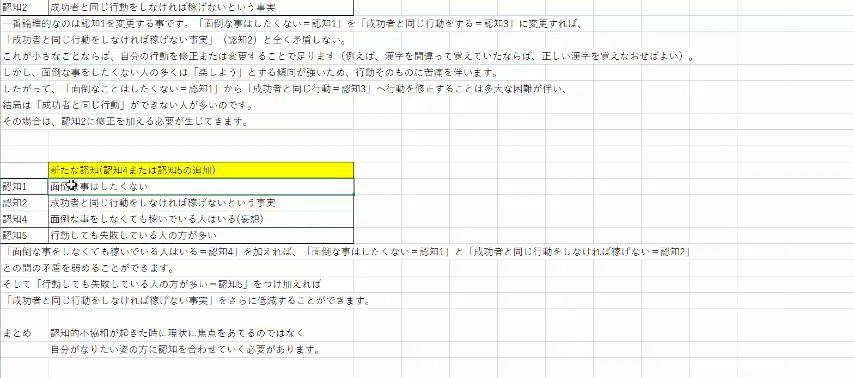 認知2 成功者と同じ行動をしなければ稼げないという事実
一番論理的なのは認知1を変更する事です。「面倒な事はしたくない＝認知1」を「成功者と同じ行動をする＝認知3」に変更すれば、
「成功者と同じ行動をしなければ稼げない事実」（認知2）と全く矛盾しない。
これが小さなことならば、自分の行動を修正または変更することで足ります（例えば、漢字を間違って覚えていたならば、正しい漢字を覚えなおせばよい）。
しかし、面倒な事をしたくない人の多くは「楽しよう」とする傾向が強いため、行動そのものに苦痛を伴います。
したがって、「面倒なことはしたくない＝認知1」から「成功者と同じ行動＝認知3」へ行動を修正することは多大な困難が伴い、
結局は「成功者と同じ行動」ができない人が多いのです。
その場合は、認知2に修正を加える必要が生じてきます。
新たな認知(認知4または認知5の追加)
認知1 面倒な事はしたくない
認知2 成功者と同じ行動をしなければ稼げないという事実
認知4 面倒な事をしなくても稼いでいる人はいる(妄想)
認知5 行動しても失敗している人の方が多い
「面倒な事をしなくても稼いでいる人はいる＝認知4」を加えれば、「面倒な事はしたくない＝認知1」と「成功者と同じ行動をしなければ稼げない＝認知2」
との間の矛盾を弱めることができます。
そして「行動しても失敗している人の方が多い＝認知5」をつけ加えれば
「成功者と同じ行動をしなければ稼げない事実」をさらに低減することができます。
まとめ 認知的不協和が起きた時に現状に焦点をあてるのではなく
自分がなりたい姿の方に認知を合わせていく必要があります。